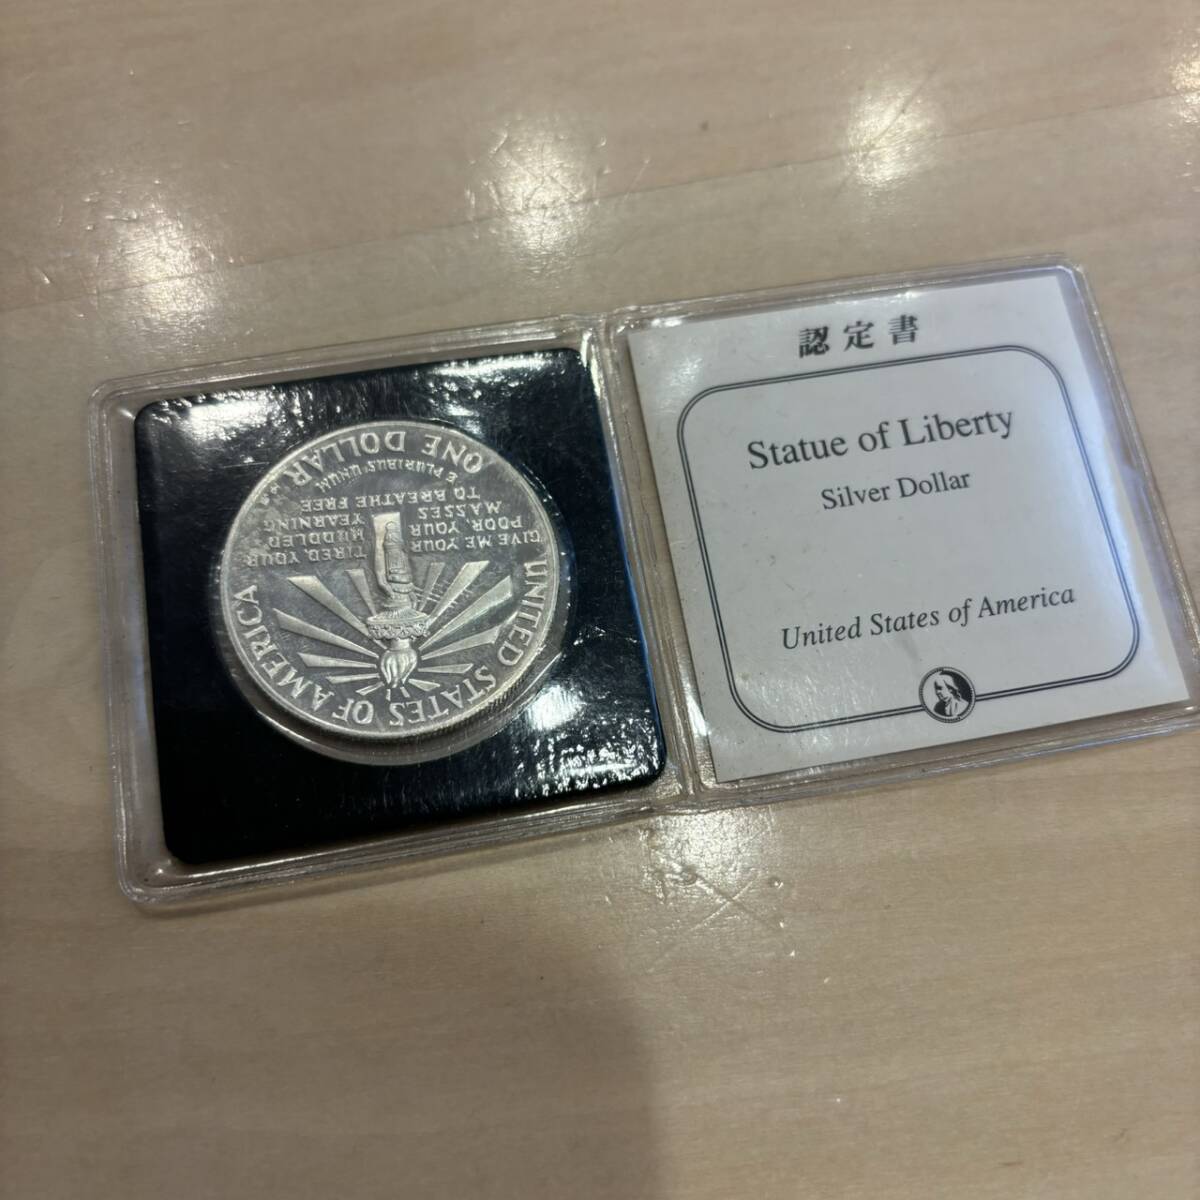 UNITED STATES OF AMERICA
GIVE ME YOUR TIRED, YOUR
POOR, YOUR HUDDLED
MASSES YEARNING
TO BREATHE FREE
E PLURIBUS UNUM
ONE DOLLAR
認定書
Statue of Liberty
Silver Dollar
United States of America